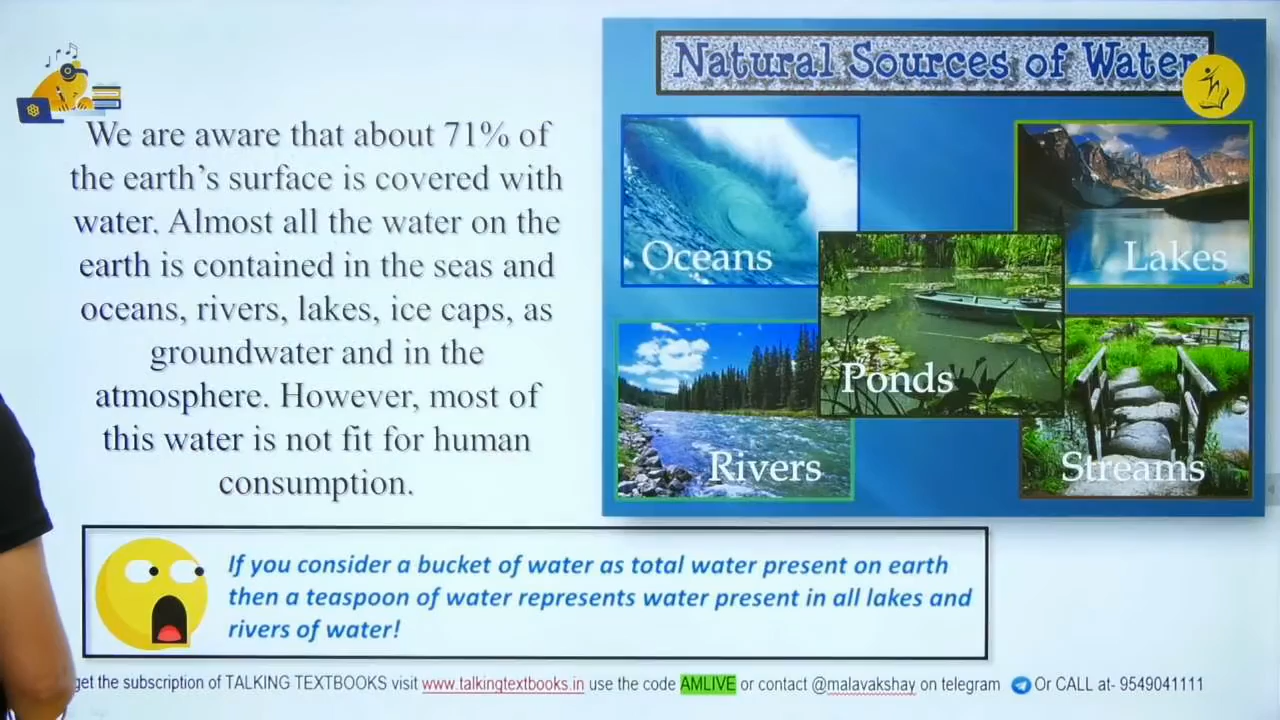 We are aware that about 71% of
the earth's surface is covered with
water. Almost all the water on the
earth is contained in the seas and
oceans, rivers, lakes, ice caps, as
groundwater and in the
atmosphere. However, most of
this water is not fit for human
consumption.
Natural Sources of Water
Oceans
Lakes
Ponds
Rivers
Streams
If you consider a bucket of water as total water present on earth
then a teaspoon of water represents water present in all lakes and
rivers of water!
get the subscription of TALKING TEXTBOOKS visit www.talkingtextbooks.in use the code AMLIVE or contact @malavakshay on telegram Or CALL at- 9549041111